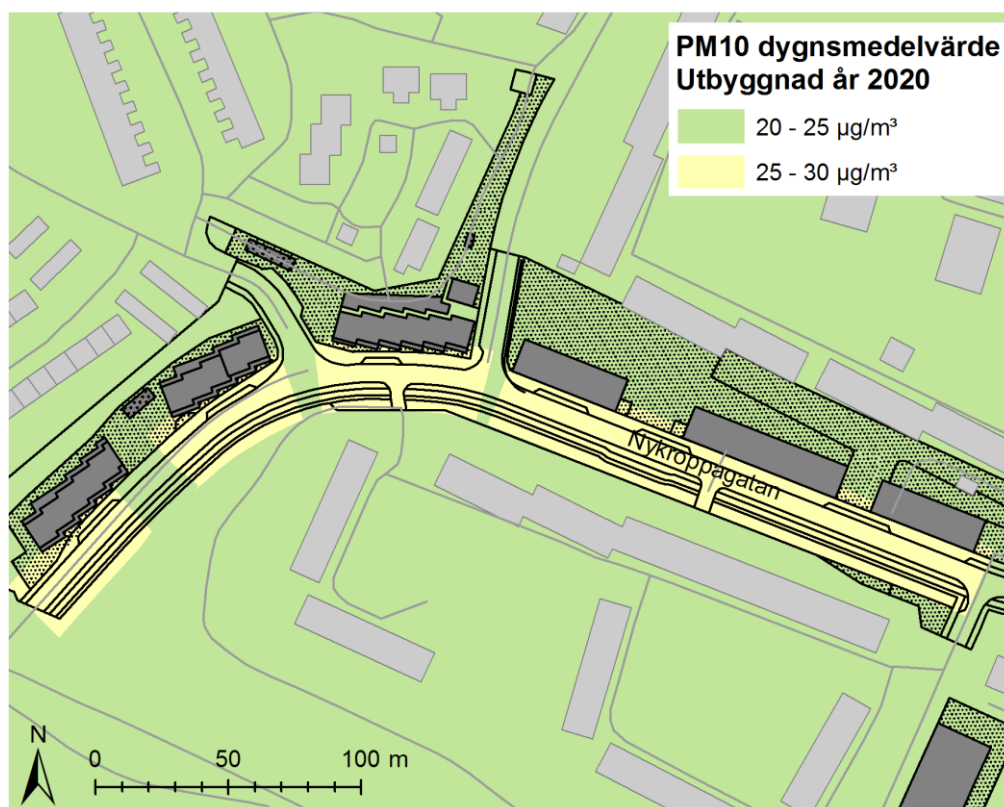 PM10 dygnsmedelvärde
Utbyggnad år 2020
20 - 25 µg/m³
25 - 30 µg/m³
Nykroppagatan
N
0 50 100 m